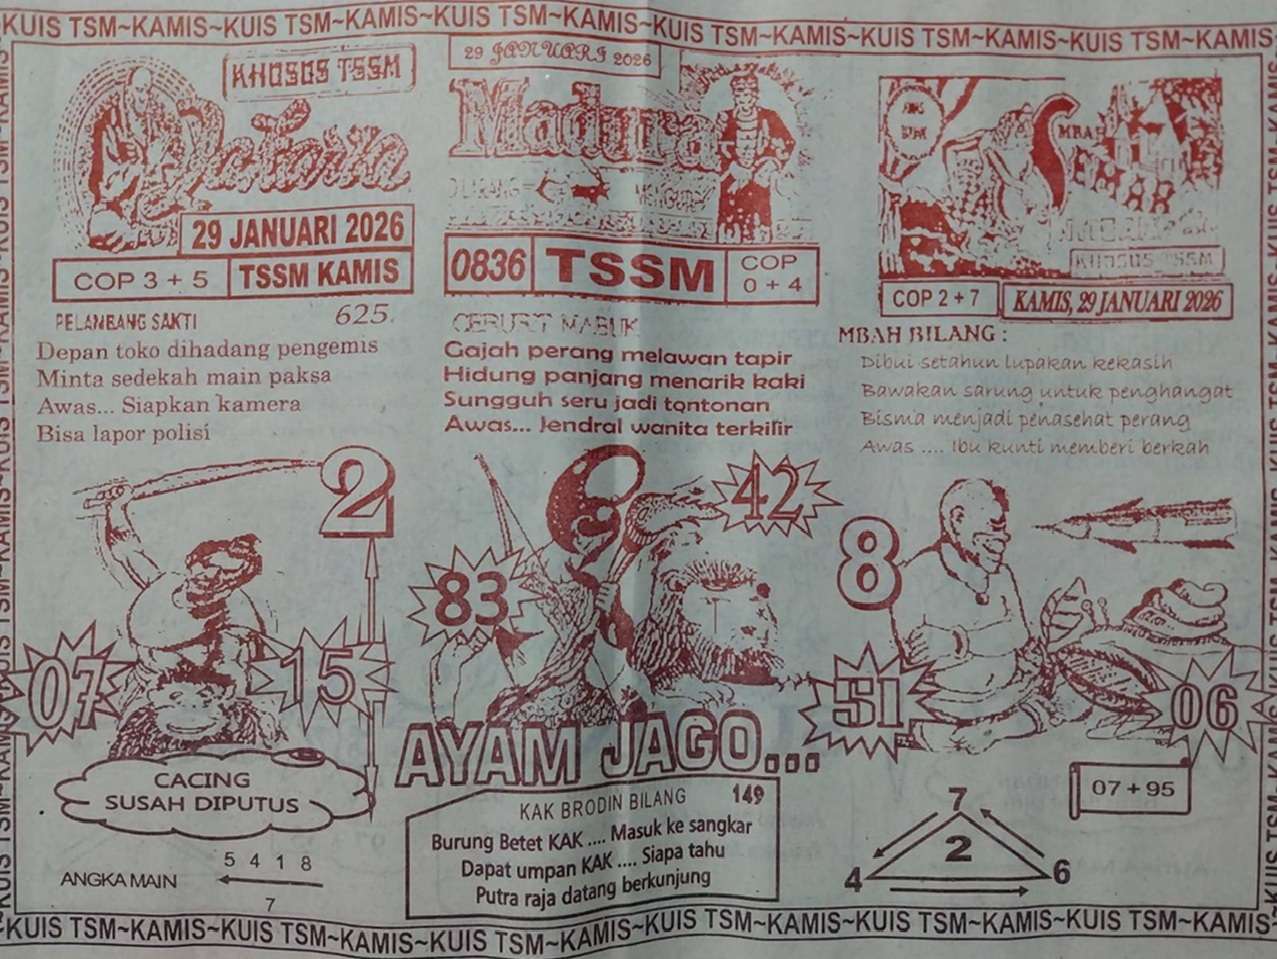 KUIS TSM~KAMIS~KUIS TSM~KAMIS~KUIS TSM~KAMIS~KUIS TSM~KAMIS~KUIS TSM~KAMIS~KUIS TSM~KAMIS
KHUSUS TSSM
29 JANUARI 2026
COP 3 + 5
TSSM KAMIS
PELAMBANG SAKTI
625.
Depan toko dihadang pengemis
Minta sedekah main paksa
Awas... Siapkan kamera
Bisa lapor polisi
2
07
15
CACING
SUSAH DIPUTUS
5 4 1 8
ANGKA MAIN
7
29 JANUARI 2026
Madura
0836
TSSM
COP
0 + 4
CERURIT MABUK
Gajah perang melawan tapir
Hidung panjang menarik kaki
Sungguh seru jadi tontonan
Awas... Jendral wanita terkilir
42
83
AYAM JAGO...
KAK BRODIN BILANG 149
Burung Betet KAK .... Masuk ke sangkar
Dapat umpan KAK .... Siapa tahu
Putra raja datang berkunjung
MBAH
KHUSUS TSSM
COP 2 + 7
KAMIS, 29 JANUARI 2026
MBAH BILANG :
Dibui setahun lupakan kekasih
Bawakan sarung untuk penghangat
Bisma menjadi penasehat perang
Awas .... Ibu kunti memberi berkah
8
51
06
07 + 95
7
2
4
6
KUIS TSM~KAMIS~KUIS TSM~KAMIS~KUIS TSM~KAMIS~KUIS TSM~KAMIS~KUIS TSM~KAMIS~KUIS TSM~KAMIS